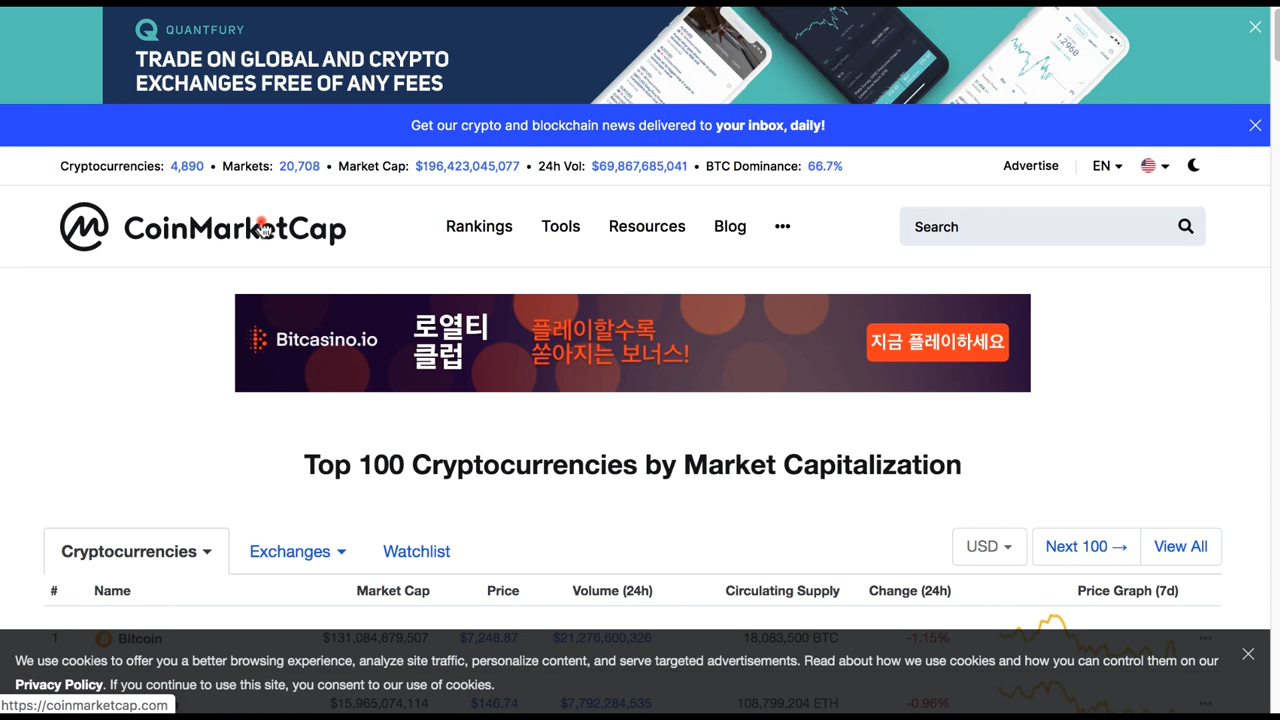 QUANTFURY
TRADE ON GLOBAL AND CRYPTO
EXCHANGES FREE OF ANY FEES
1.2960
Get our crypto and blockchain news delivered to your inbox, daily!
Cryptocurrencies: 4,890 • Markets: 20,708 • Market Cap: $196,423,045,077 • 24h Vol: $69,867,685,041 • BTC Dominance: 66.7%
Advertise EN
CoinMarketCap
Rankings Tools Resources Blog •••
Search
Bitcasino.io
로열티
클럽
플레이할수록
쏟아지는 보너스!
지금 플레이하세요
Top 100 Cryptocurrencies by Market Capitalization
Cryptocurrencies Exchanges Watchlist
USD Next 100 → View All
# Name Market Cap Price Volume (24h) Circulating Supply Change (24h) Price Graph (7d)
1 Bitcoin $131,084,879,507 $7,248.87 $21,276,600,326 18,083,500 BTC -1.15%
We use cookies to offer you a better browsing experience, analyze site traffic, personalize content, and serve targeted advertisements. Read about how we use cookies and how you can control them on our
Privacy Policy. If you continue to use this site, you consent to our use of cookies.
$15,965,074,114 $146.74 $7,792,284,535 108,799,204 ETH -0.96%
https://coinmarketcap.com